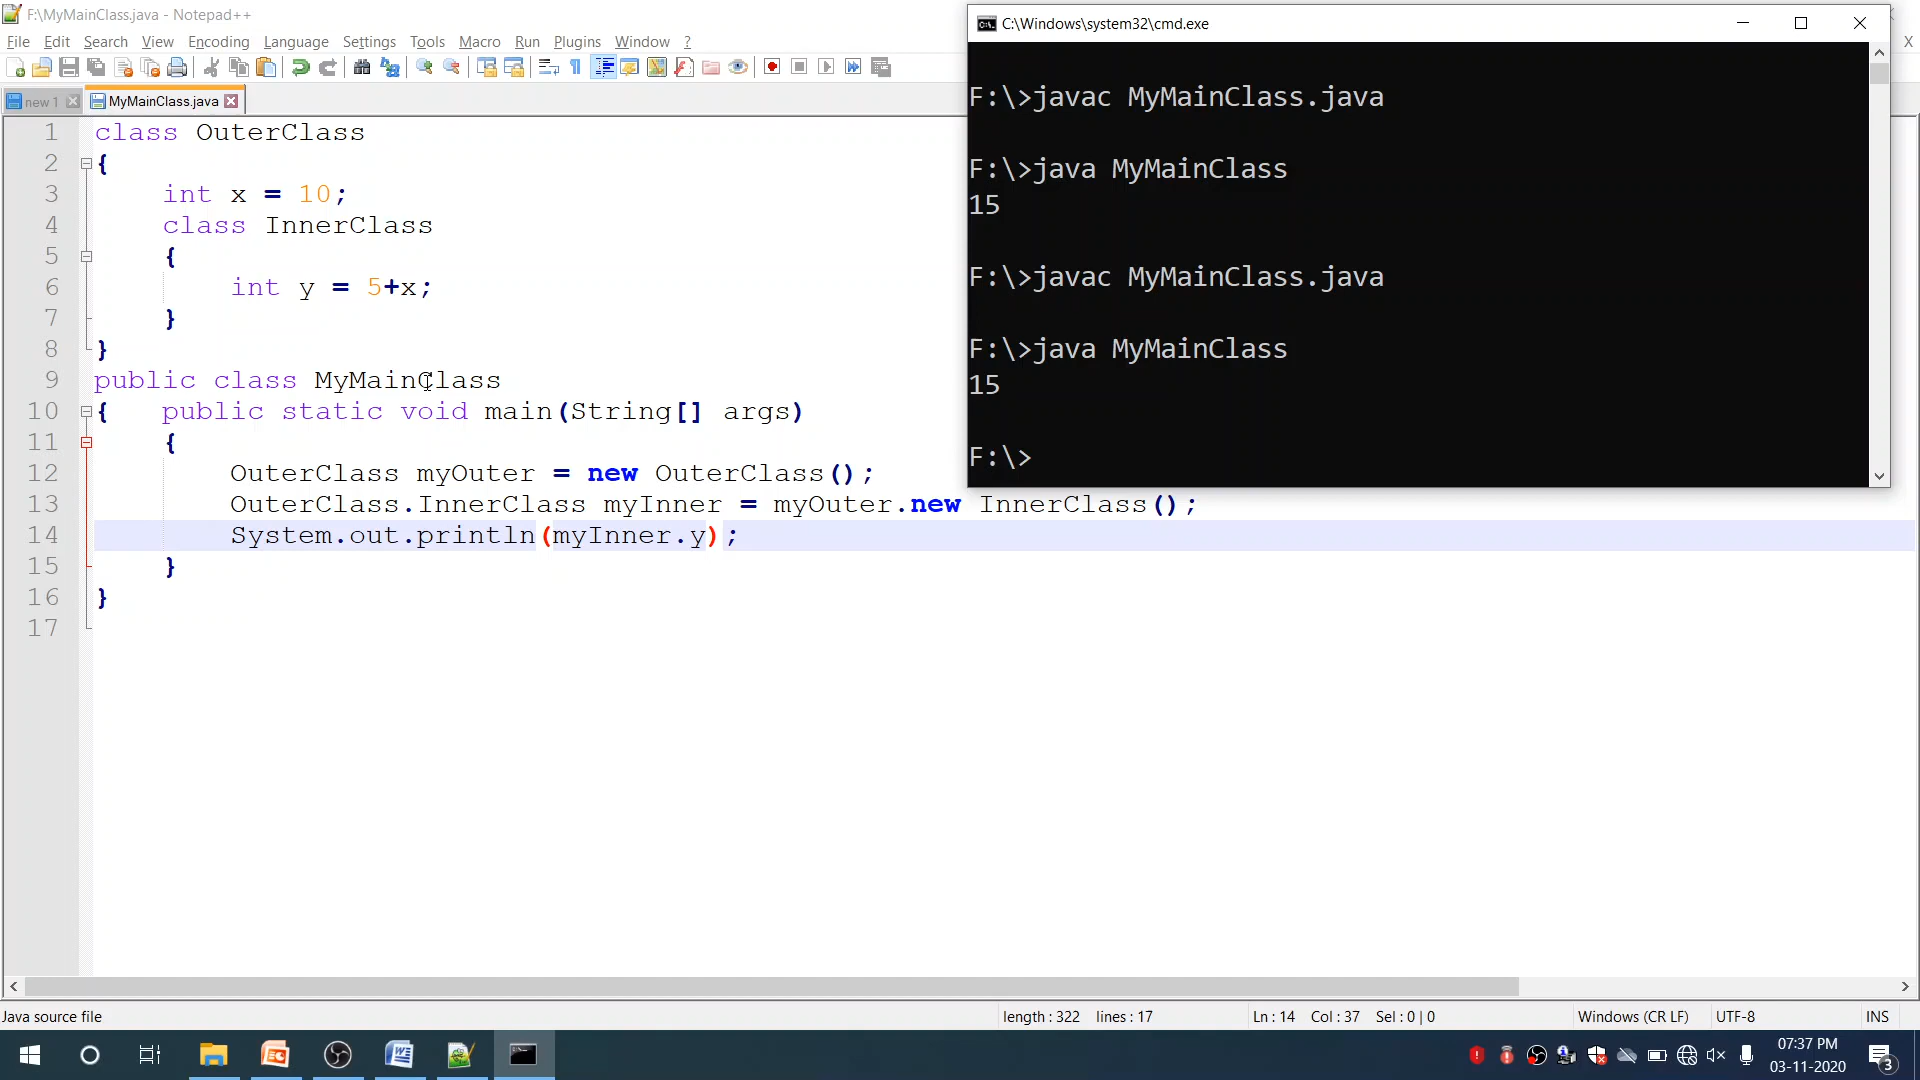 F:\MyMainClass.java - Notepad++
File Edit Search View Encoding Language Settings Tools Macro Run Plugins Window ? X
new 1 MyMainClass.java
1 class OuterClass
2 {
3 int x = 10;
4 class InnerClass
5 {
6 int y = 5+x;
7 }
8 }
9 public class MyMainClass
10 { public static void main(String[] args)
11 {
12 OuterClass myOuter = new OuterClass();
13 OuterClass.InnerClass myInner = myOuter.new InnerClass();
14 System.out.println(myInner.y);
15 }
16 }
17
C:\Windows\system32\cmd.exe
F:\>javac MyMainClass.java
F:\>java MyMainClass
15
F:\>javac MyMainClass.java
F:\>java MyMainClass
15
F:\>
Java source file length : 322 lines : 17 Ln : 14 Col : 37 Sel : 0 | 0 Windows (CR LF) UTF-8 INS
07:37 PM
03-11-2020
3